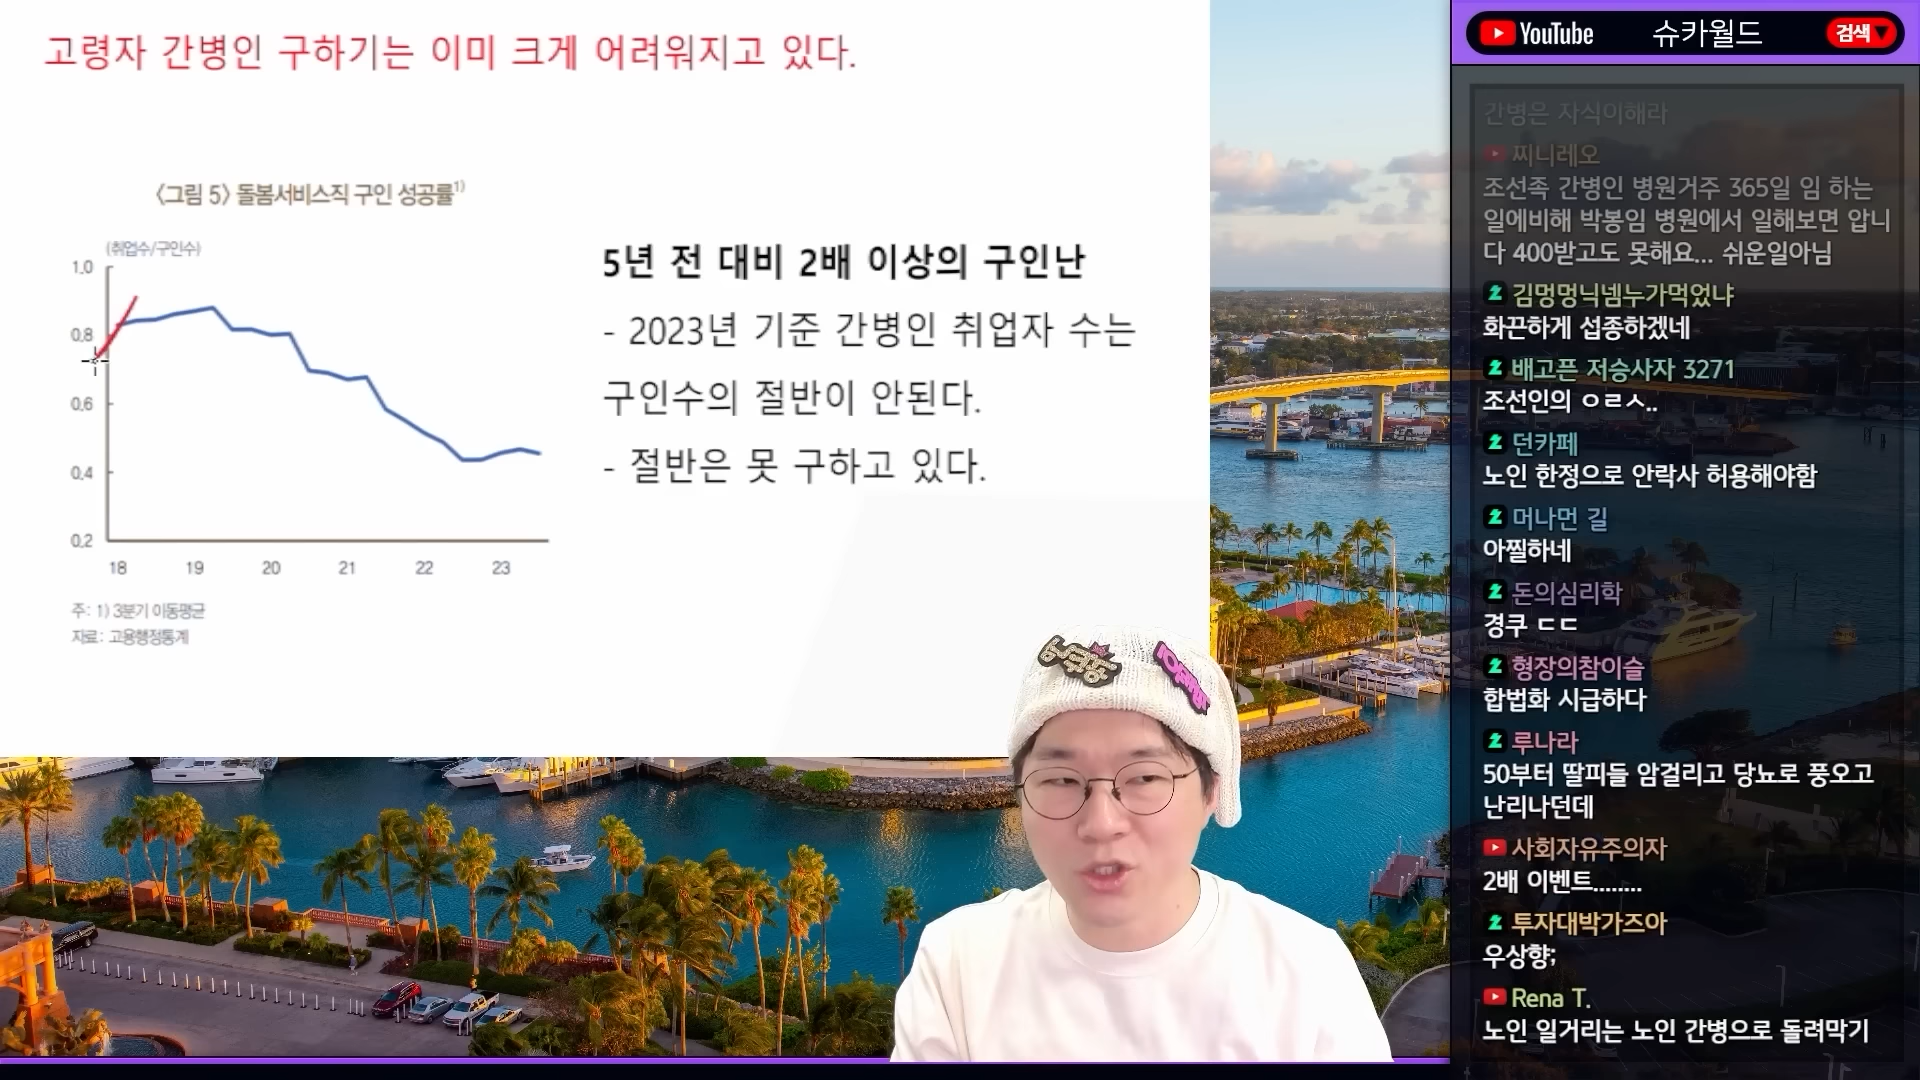 고령자 간병인 구하기는 이미 크게 어려워지고 있다.
<그림 5> 돌봄서비스직 구인 성공률1)
(취업수/구인수)
1.0
0.8
0.6
0.4
0.2
18 19 20 21 22 23
주: 1) 3분기 이동평균
자료: 고용행정통계
5년 전 대비 2배 이상의 구인난
- 2023년 기준 간병인 취업자 수는
구인수의 절반이 안된다.
- 절반은 못 구하고 있다.
YouTube 슈카월드 검색
간병은 자식이해라
찌니레오
조선족 간병인 병원거주 365일 임 하는
일에비해 박봉임 병원에서 일해보면 압니
다 400받고도 못해요... 쉬운일아님
김멍멍닉넴누가먹었냐
화끈하게 섭종하겠네
배고픈 저승사자 3271
조선인의 ㅇㄹㅅ..
던카페
노인 한정으로 안락사 허용해야함
머나먼 길
아찔하네
돈의심리학
경쿠 ㄷㄷ
형장의참이슬
합법화 시급하다
루나라
50부터 딸피들 암걸리고 당뇨로 풍오고
난리나던데
사회자유주의자
2배 이벤트........
투자대박가즈아
우상향;
Rena T.
노인 일거리는 노인 간병으로 돌려막기